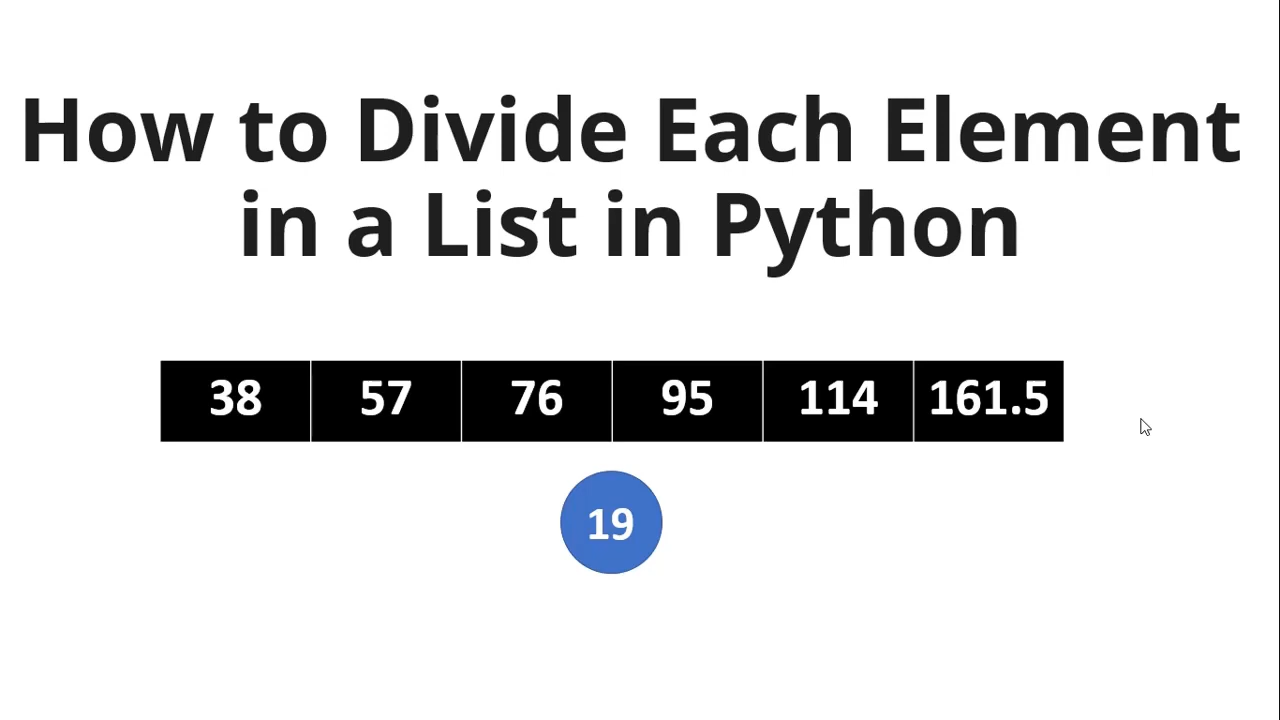 How to Divide Each Element
in a List in Python
38 57 76 95 114 161.5
19